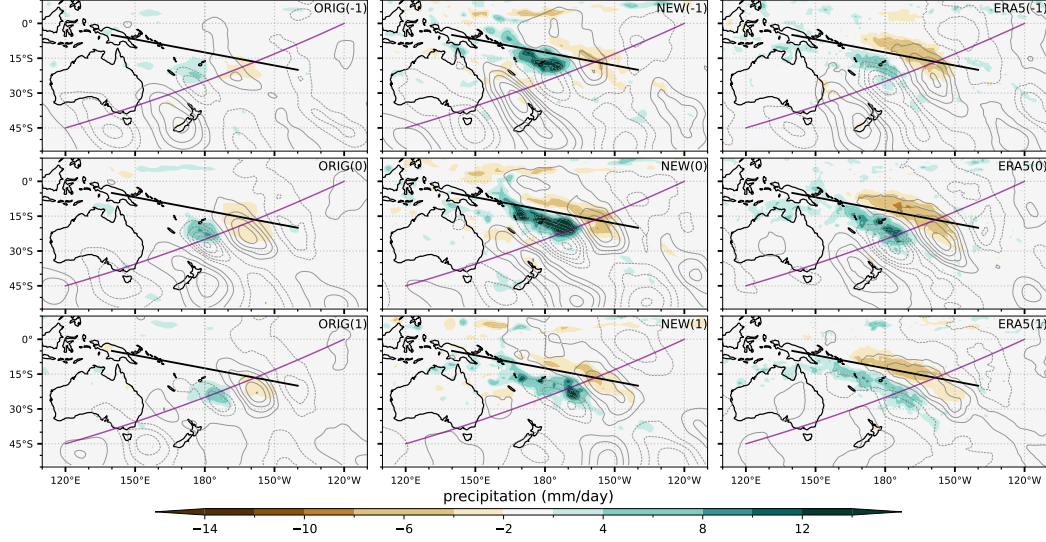 ORIG(-1) NEW(-1) ERA5(-1)
0°
15°S
30°S
45°S
ORIG(0) NEW(0) ERA5(0)
0°
15°S
30°S
45°S
ORIG(1) NEW(1) ERA5(1)
0°
15°S
30°S
45°S
120°E 150°E 180° 150°W 120°W 120°E 150°E 180° 150°W 120°W 120°E 150°E 180° 150°W 120°W
precipitation (mm/day)
−14 −10 −6 −2 4 8 12